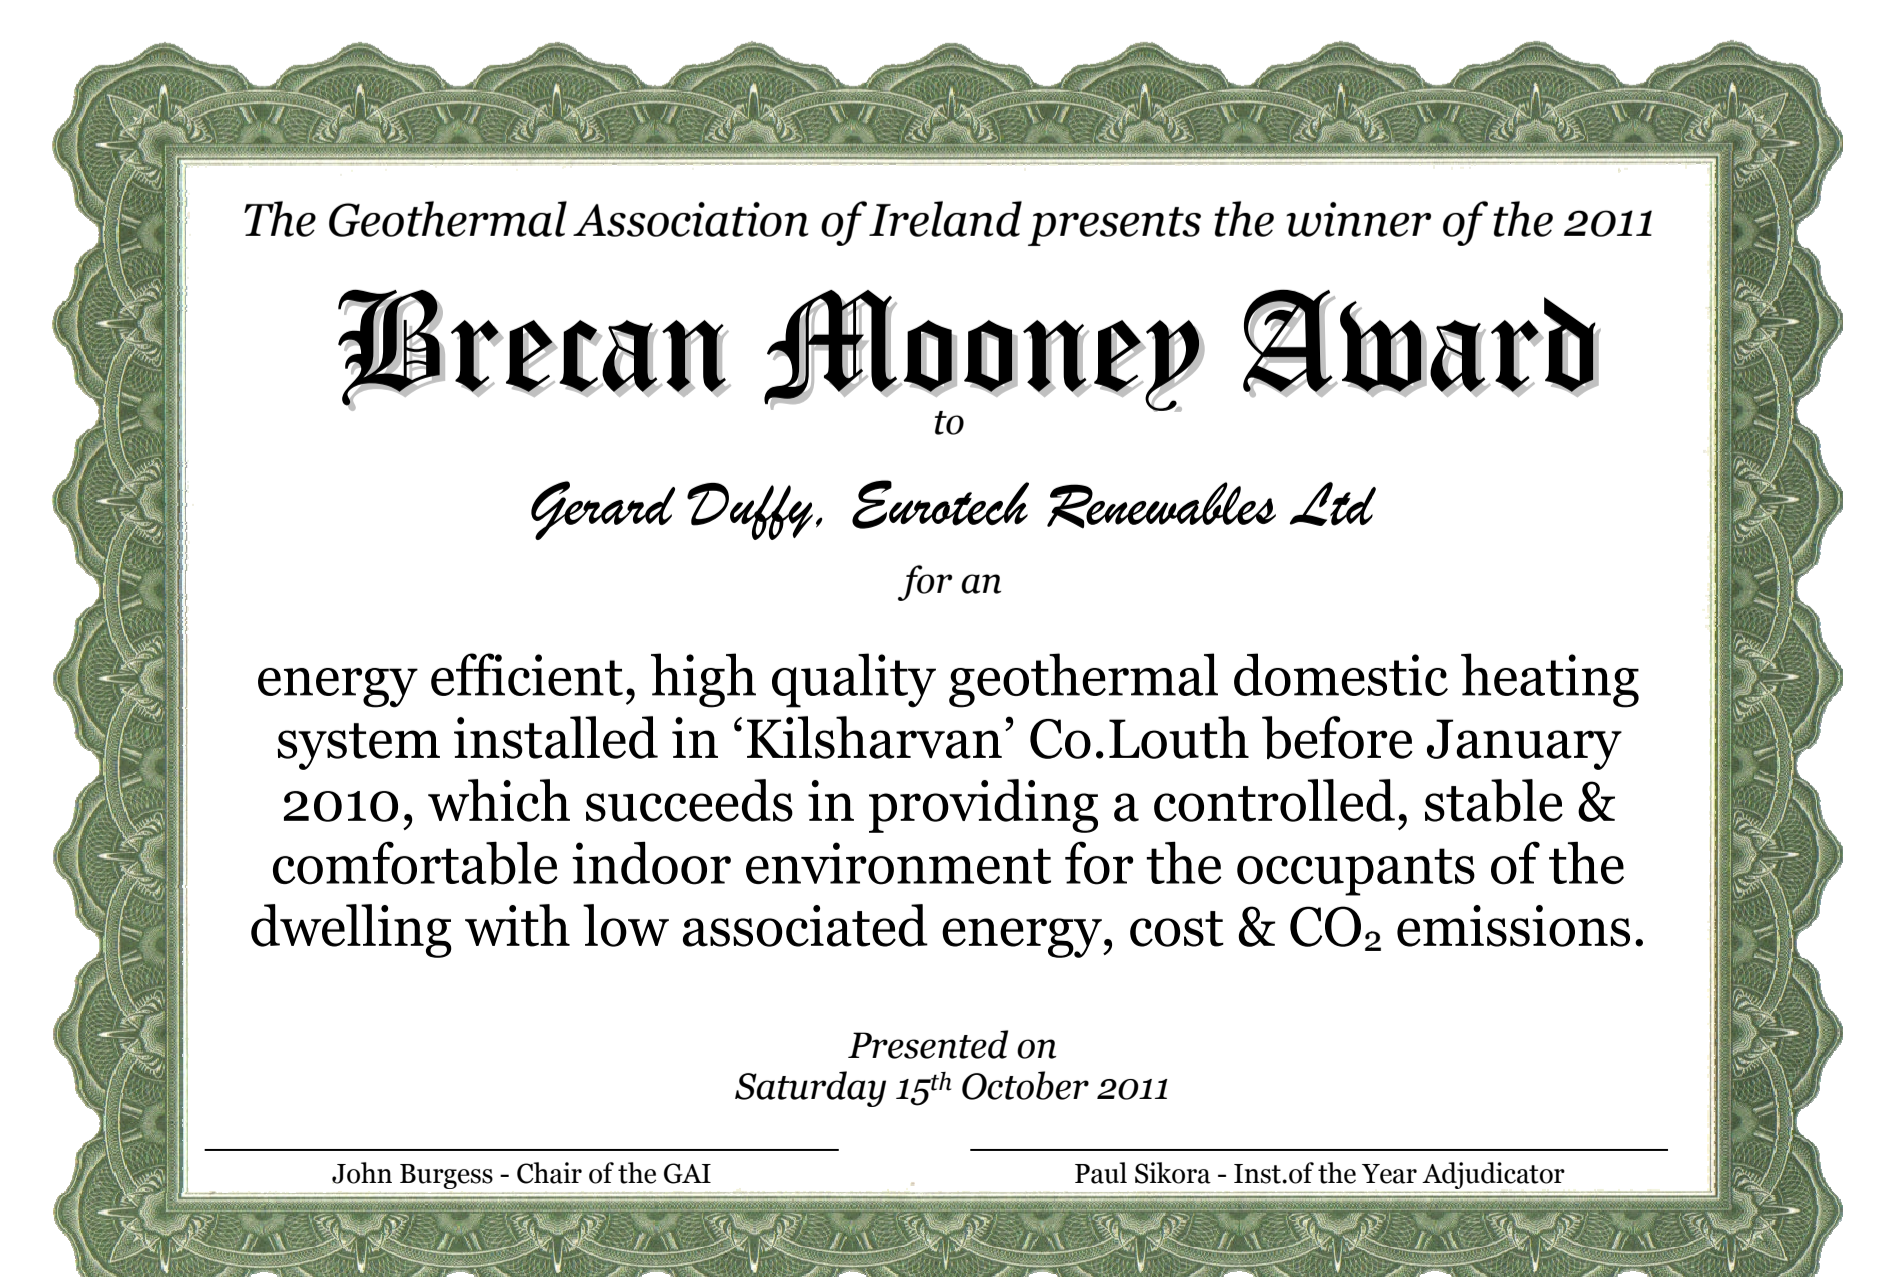 The Geothermal Association of Ireland presents the winner of the 2011
Brecan Mooney Award
to
Gerard Duffy, Eurotech Renewables Ltd
for an
energy efficient, high quality geothermal domestic heating
system installed in ‘Kilsharvan’ Co.Louth before January
2010, which succeeds in providing a controlled, stable &
comfortable indoor environment for the occupants of the
dwelling with low associated energy, cost & CO₂ emissions.
Presented on
Saturday 15th October 2011
John Burgess - Chair of the GAI
Paul Sikora - Inst.of the Year Adjudicator